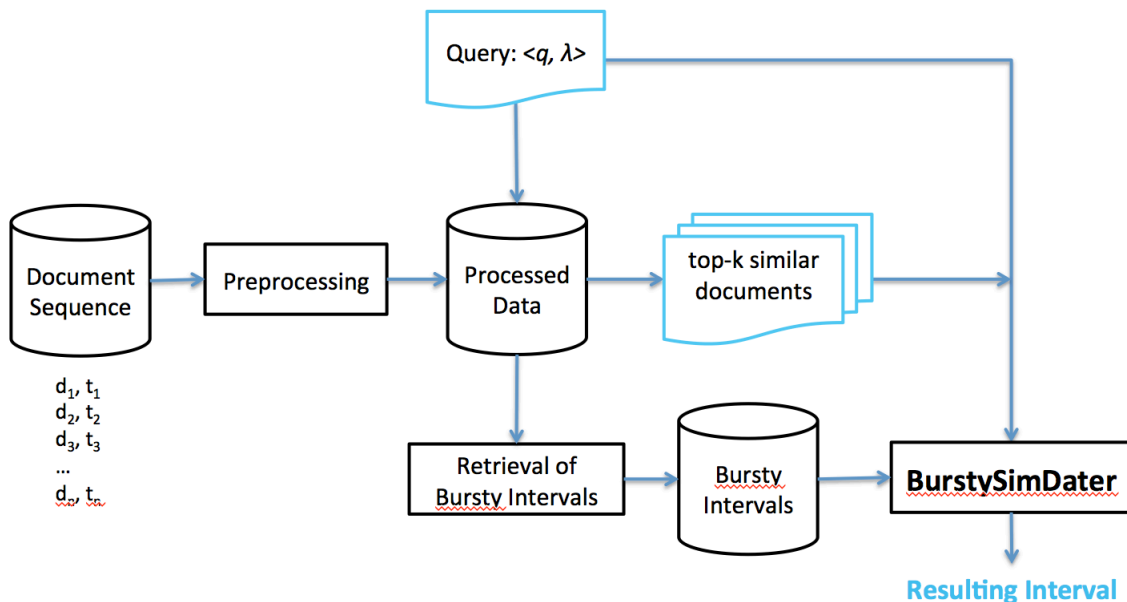 Query: <q, λ>
Document
Sequence
Preprocessing
Processed
Data
top-k similar
documents
d₁, t₁
d₂, t₂
d₃, t₃
...
dₙ, tₙ
Retrieval of
Bursty Intervals
Bursty
Intervals
BurstySimDater
Resulting Interval